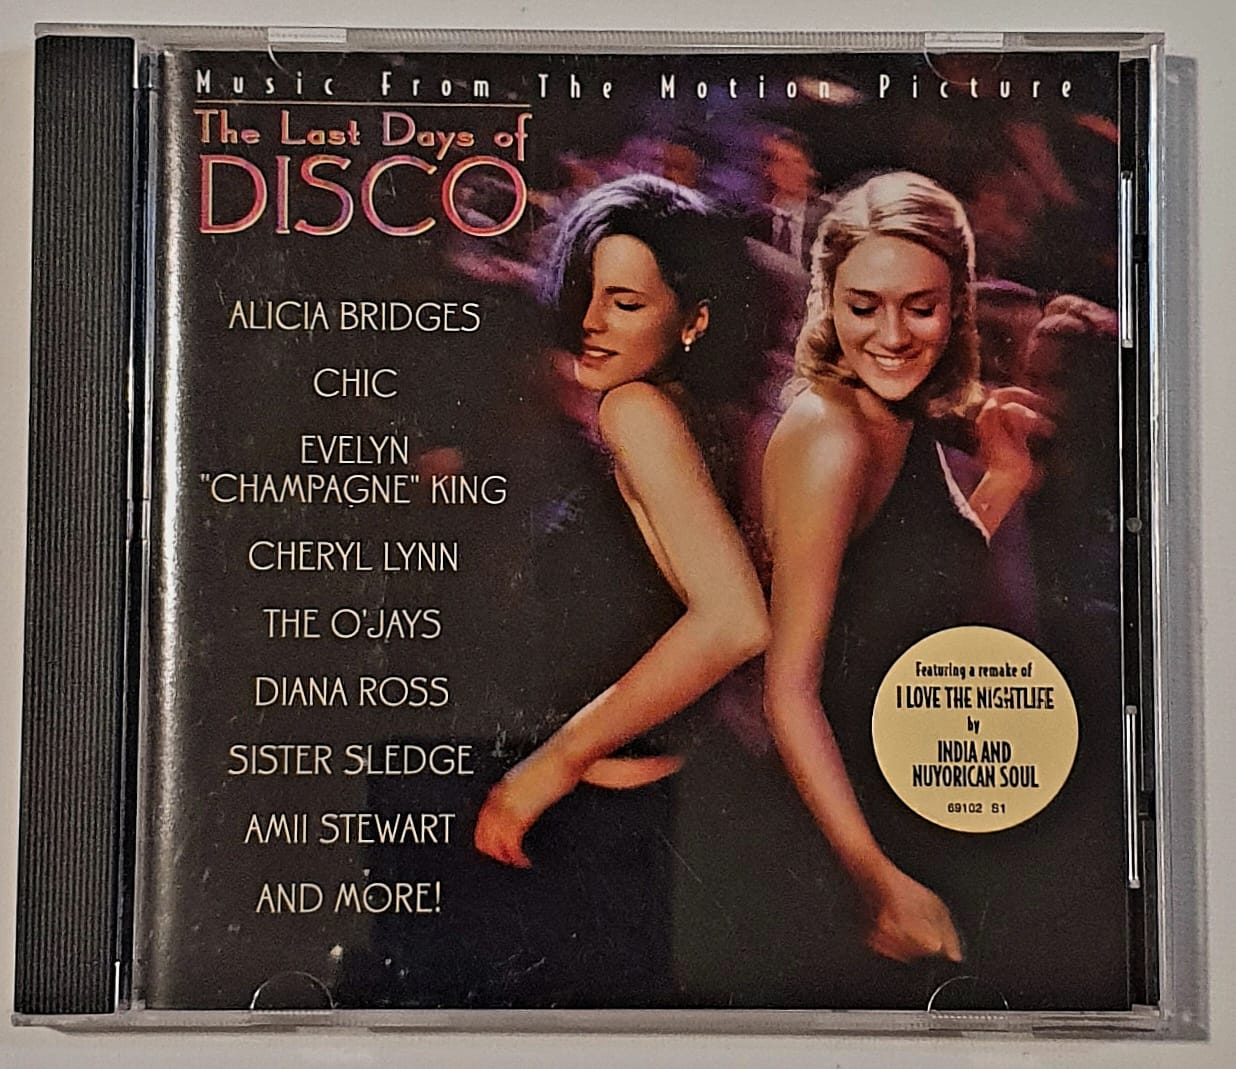 Music From The Motion Picture
The Last Days of
DISCO
ALICIA BRIDGES
CHIC
EVELYN
"CHAMPAGNE" KING
CHERYL LYNN
THE O'JAYS
DIANA ROSS
SISTER SLEDGE
AMII STEWART
AND MORE!
Featuring a remake of
I LOVE THE NIGHTLIFE
by
INDIA AND
NUYORICAN SOUL
69102 S1